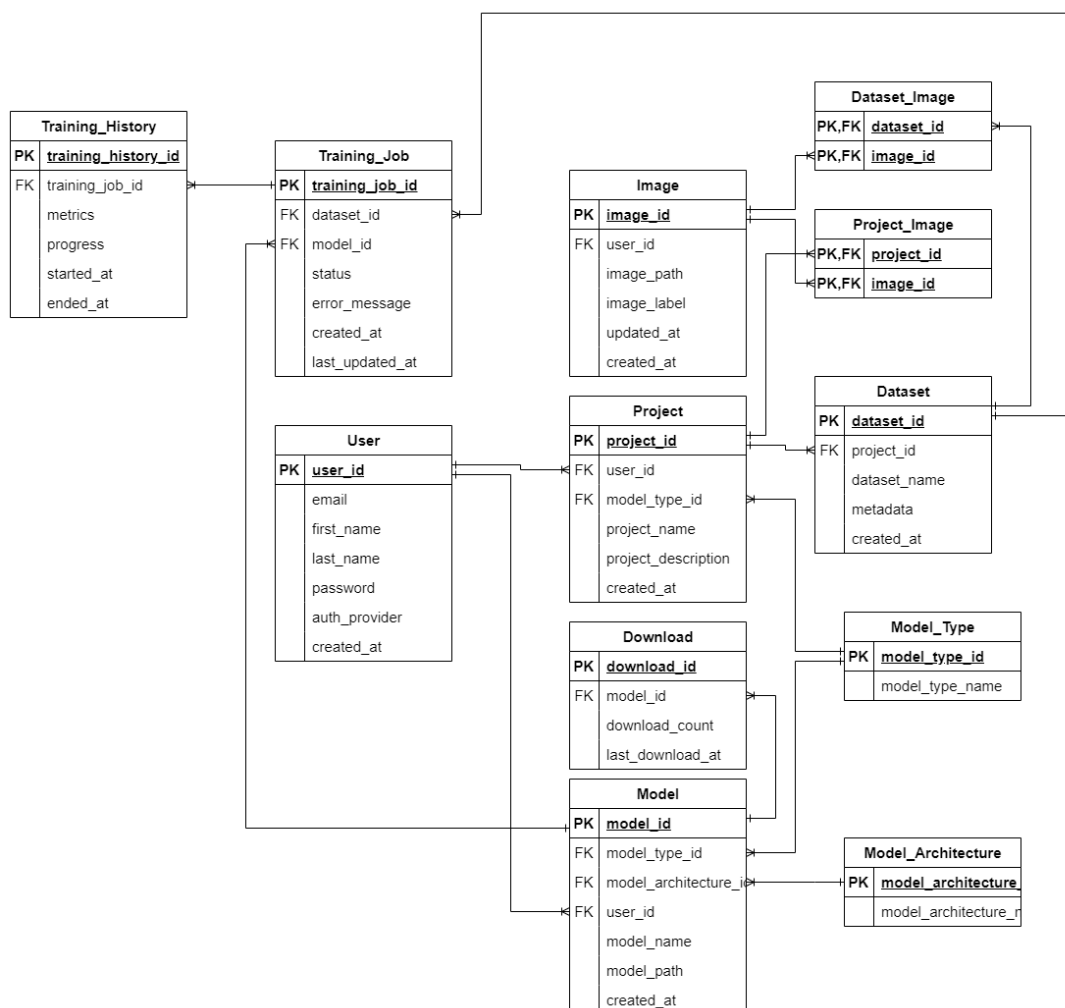 Training_History
PK training_history_id
FK training_job_id
metrics
progress
started_at
ended_at
Training_Job
PK training_job_id
FK dataset_id
FK model_id
status
error_message
created_at
last_updated_at
Image
PK image_id
FK user_id
image_path
image_label
updated_at
created_at
Dataset_Image
PK,FK dataset_id
PK,FK image_id
Project_Image
PK,FK project_id
PK,FK image_id
User
PK user_id
email
first_name
last_name
password
auth_provider
created_at
Project
PK project_id
FK user_id
FK model_type_id
project_name
project_description
created_at
Dataset
PK dataset_id
FK project_id
dataset_name
metadata
created_at
Download
PK download_id
FK model_id
download_count
last_download_at
Model_Type
PK model_type_id
model_type_name
Model
PK model_id
FK model_type_id
FK model_architecture_id
FK user_id
model_name
model_path
created_at
Model_Architecture
PK model_architecture_
model_architecture_n